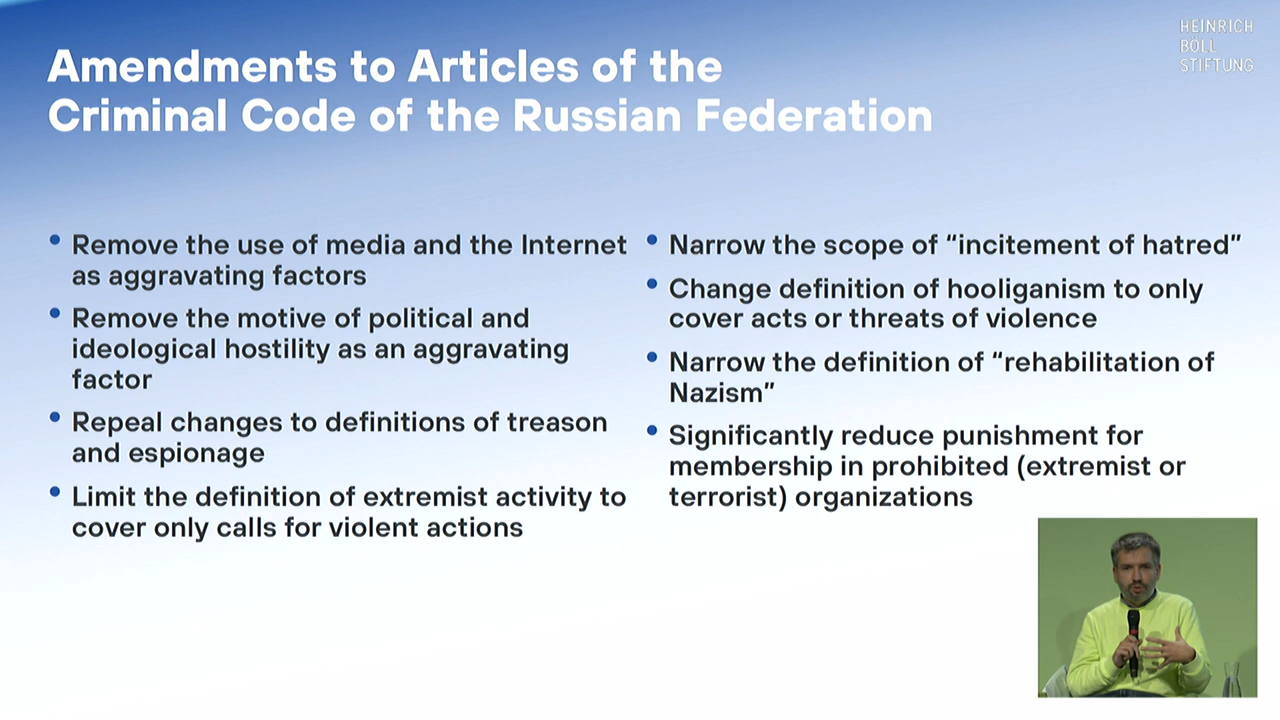 HEINRICH
BÖLL
STIFTUNG
Amendments to Articles of the
Criminal Code of the Russian Federation
• Remove the use of media and the Internet
as aggravating factors
• Remove the motive of political and
ideological hostility as an aggravating
factor
• Repeal changes to definitions of treason
and espionage
• Limit the definition of extremist activity to
cover only calls for violent actions
• Narrow the scope of “incitement of hatred”
• Change definition of hooliganism to only
cover acts or threats of violence
• Narrow the definition of “rehabilitation of
Nazism”
• Significantly reduce punishment for
membership in prohibited (extremist or
terrorist) organizations